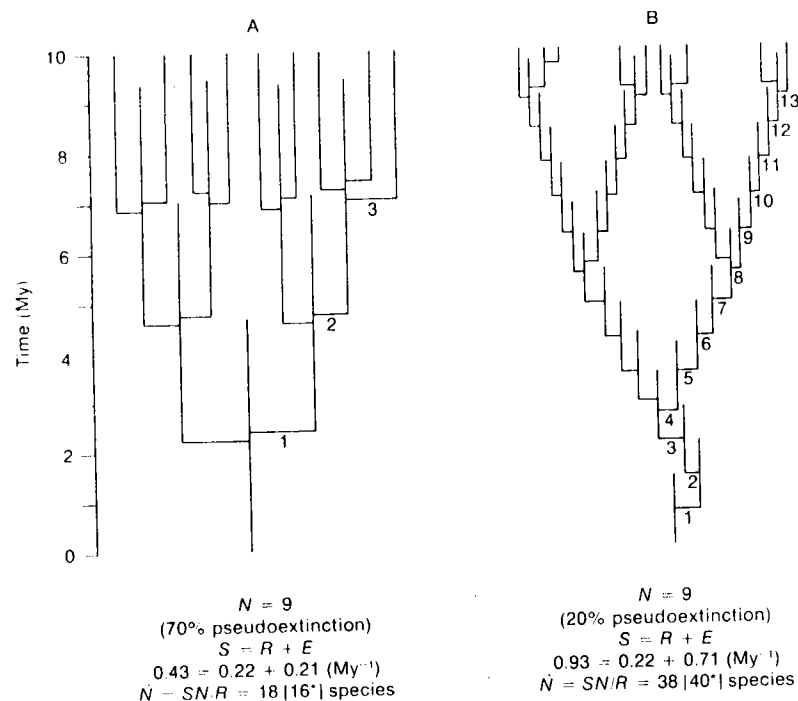 A
10
8
6
4
2
0
Time (My)
3
2
1
N = 9
(70% pseudoextinction)
S = R + E
0.43 = 0.22 + 0.21 (My⁻¹)
Ṅ = SN/R = 18 [16*] species
B
13
12
11
10
9
8
7
6
5
4
3
2
1
N = 9
(20% pseudoextinction)
S = R + E
0.93 = 0.22 + 0.71 (My⁻¹)
Ṅ = SN/R = 38 [40*] species